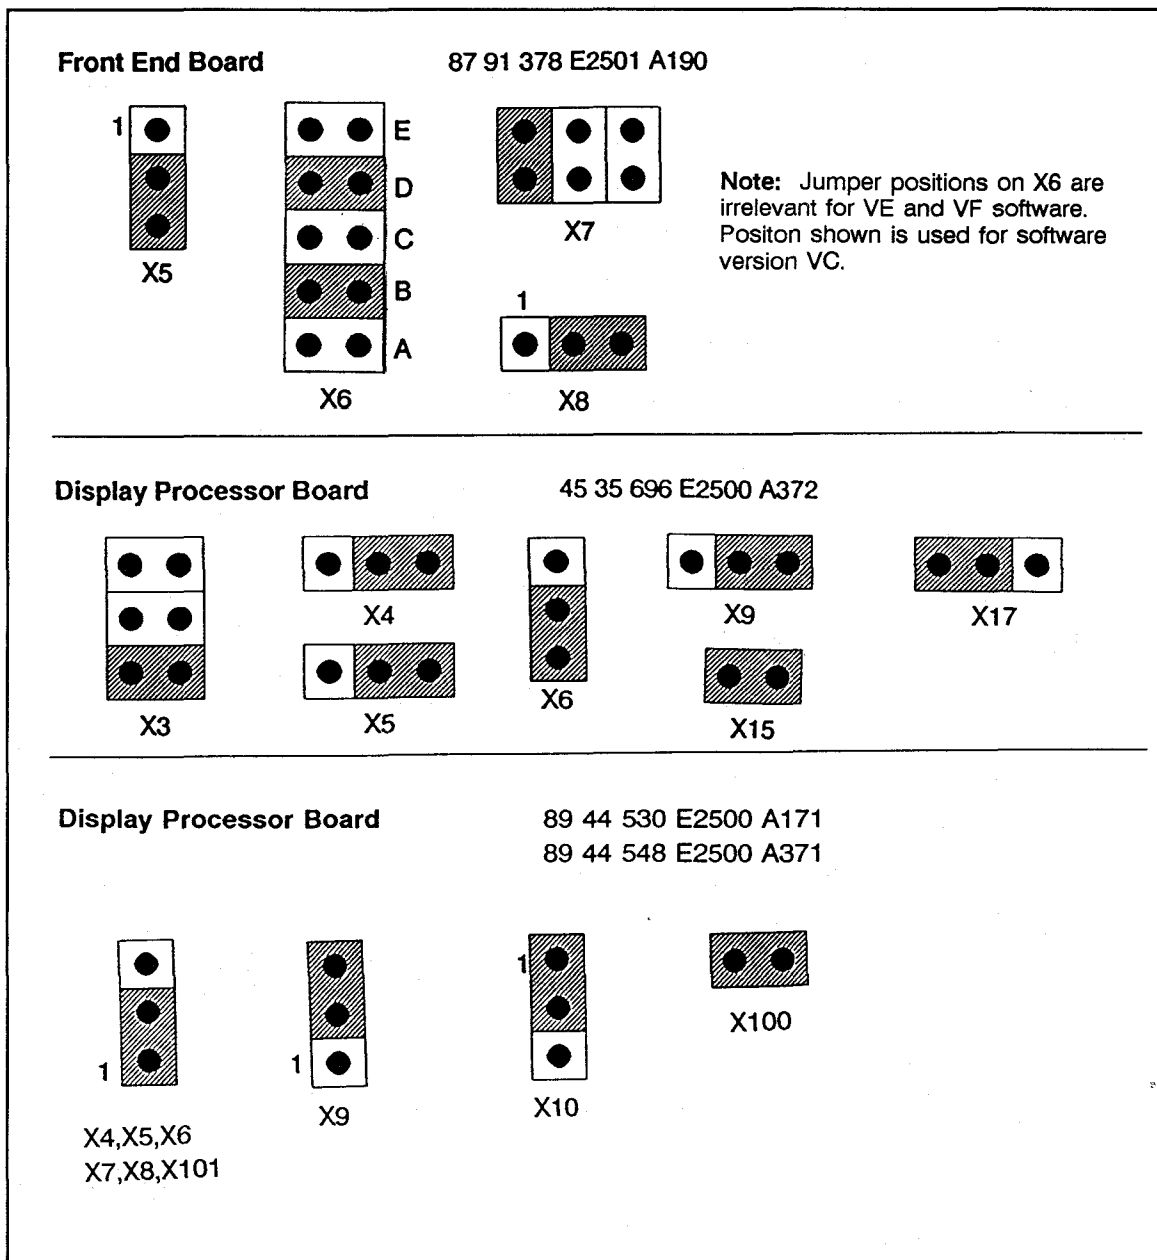 Front End Board 87 91 378 E2501 A190
1
E
D
C
B
A
X5
X6
X7
Note: Jumper positions on X6 are
irrelevant for VE and VF software.
Positon shown is used for software
version VC.
1
X8
Display Processor Board 45 35 696 E2500 A372
X3
X4
X5
X6
X9
X15
X17
Display Processor Board 89 44 530 E2500 A171
89 44 548 E2500 A371
1
X4,X5,X6
X7,X8,X101
1
X9
1
X10
X100